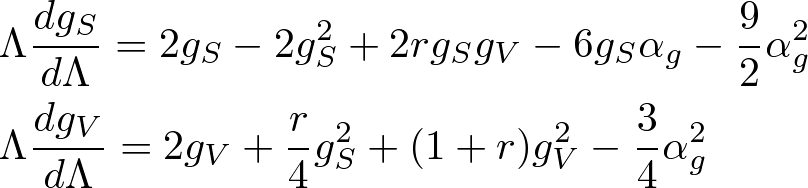 Λ dg_S/dΛ = 2g_S − 2g_S^2 + 2rg_Sg_V − 6g_Sα_g − 9/2 α_g^2
Λ dg_V/dΛ = 2g_V + r/4 g_S^2 + (1 + r)g_V^2 − 3/4 α_g^2